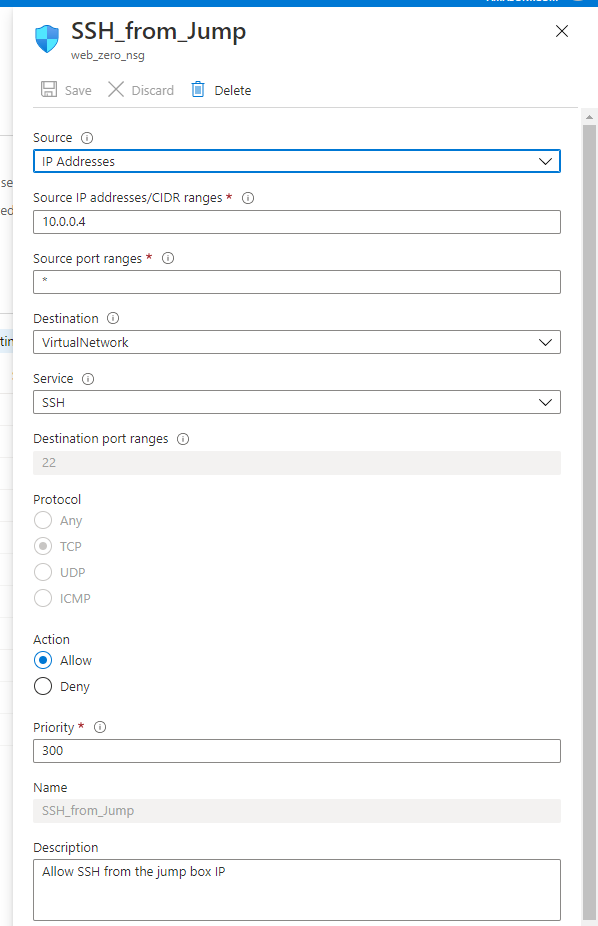 SSH_from_Jump
web_zero_nsg
Save Discard Delete
Source
IP Addresses
Source IP addresses/CIDR ranges *
10.0.0.4
Source port ranges *
*
Destination
VirtualNetwork
Service
SSH
Destination port ranges
22
Protocol
Any
TCP
UDP
ICMP
Action
Allow
Deny
Priority *
300
Name
SSH_from_Jump
Description
Allow SSH from the jump box IP